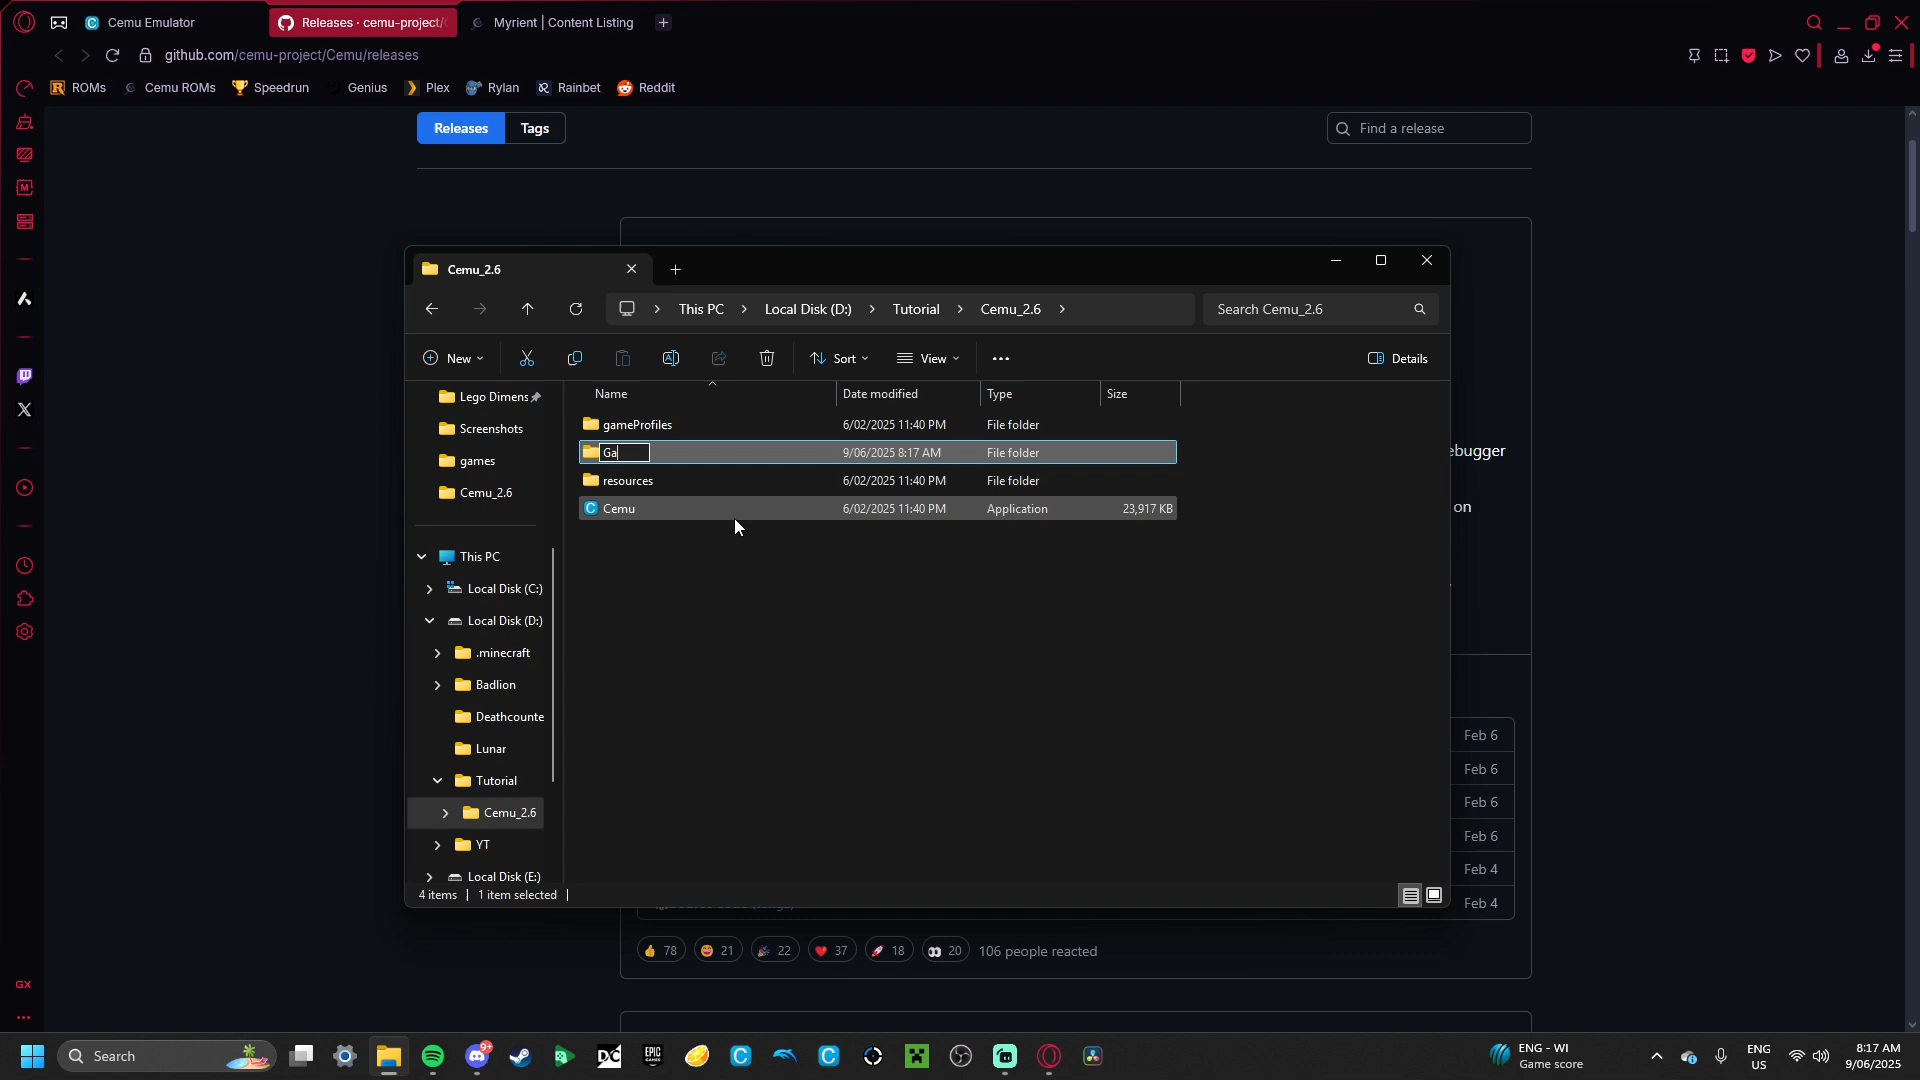 Cemu Emulator
Releases · cemu-project/
Myrient | Content Listing
github.com/cemu-project/Cemu/releases
ROMs
Cemu ROMs
Speedrun
Genius
Plex
Rylan
Rainbet
Reddit
Releases
Tags
Find a release
Cemu_2.6
This PC
Local Disk (D:)
Tutorial
Cemu_2.6
Search Cemu_2.6
New
Sort
View
Details
Lego Dimens
Screenshots
games
Cemu_2.6
This PC
Local Disk (C:)
Local Disk (D:)
.minecraft
Badlion
Deathcounte
Lunar
Tutorial
Cemu_2.6
YT
Local Disk (E:)
Name Date modified Type Size
gameProfiles 6/02/2025 11:40 PM File folder
Ga 9/06/2025 8:17 AM File folder
resources 6/02/2025 11:40 PM File folder
Cemu 6/02/2025 11:40 PM Application 23,917 KB
4 items 1 item selected
ebugger
on
Feb 6
Feb 6
Feb 6
Feb 6
Feb 4
Feb 4
78 21 22 37 18 20 106 people reacted
GX
Search
9+
DC
EPIC GAMES
ENG - WI
Game score
ENG
US
8:17 AM
9/06/2025